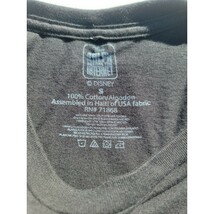 © DISNEY
S
100% Cotton/Algodon
Assembled in Haiti of USA fabric
RN# 71868